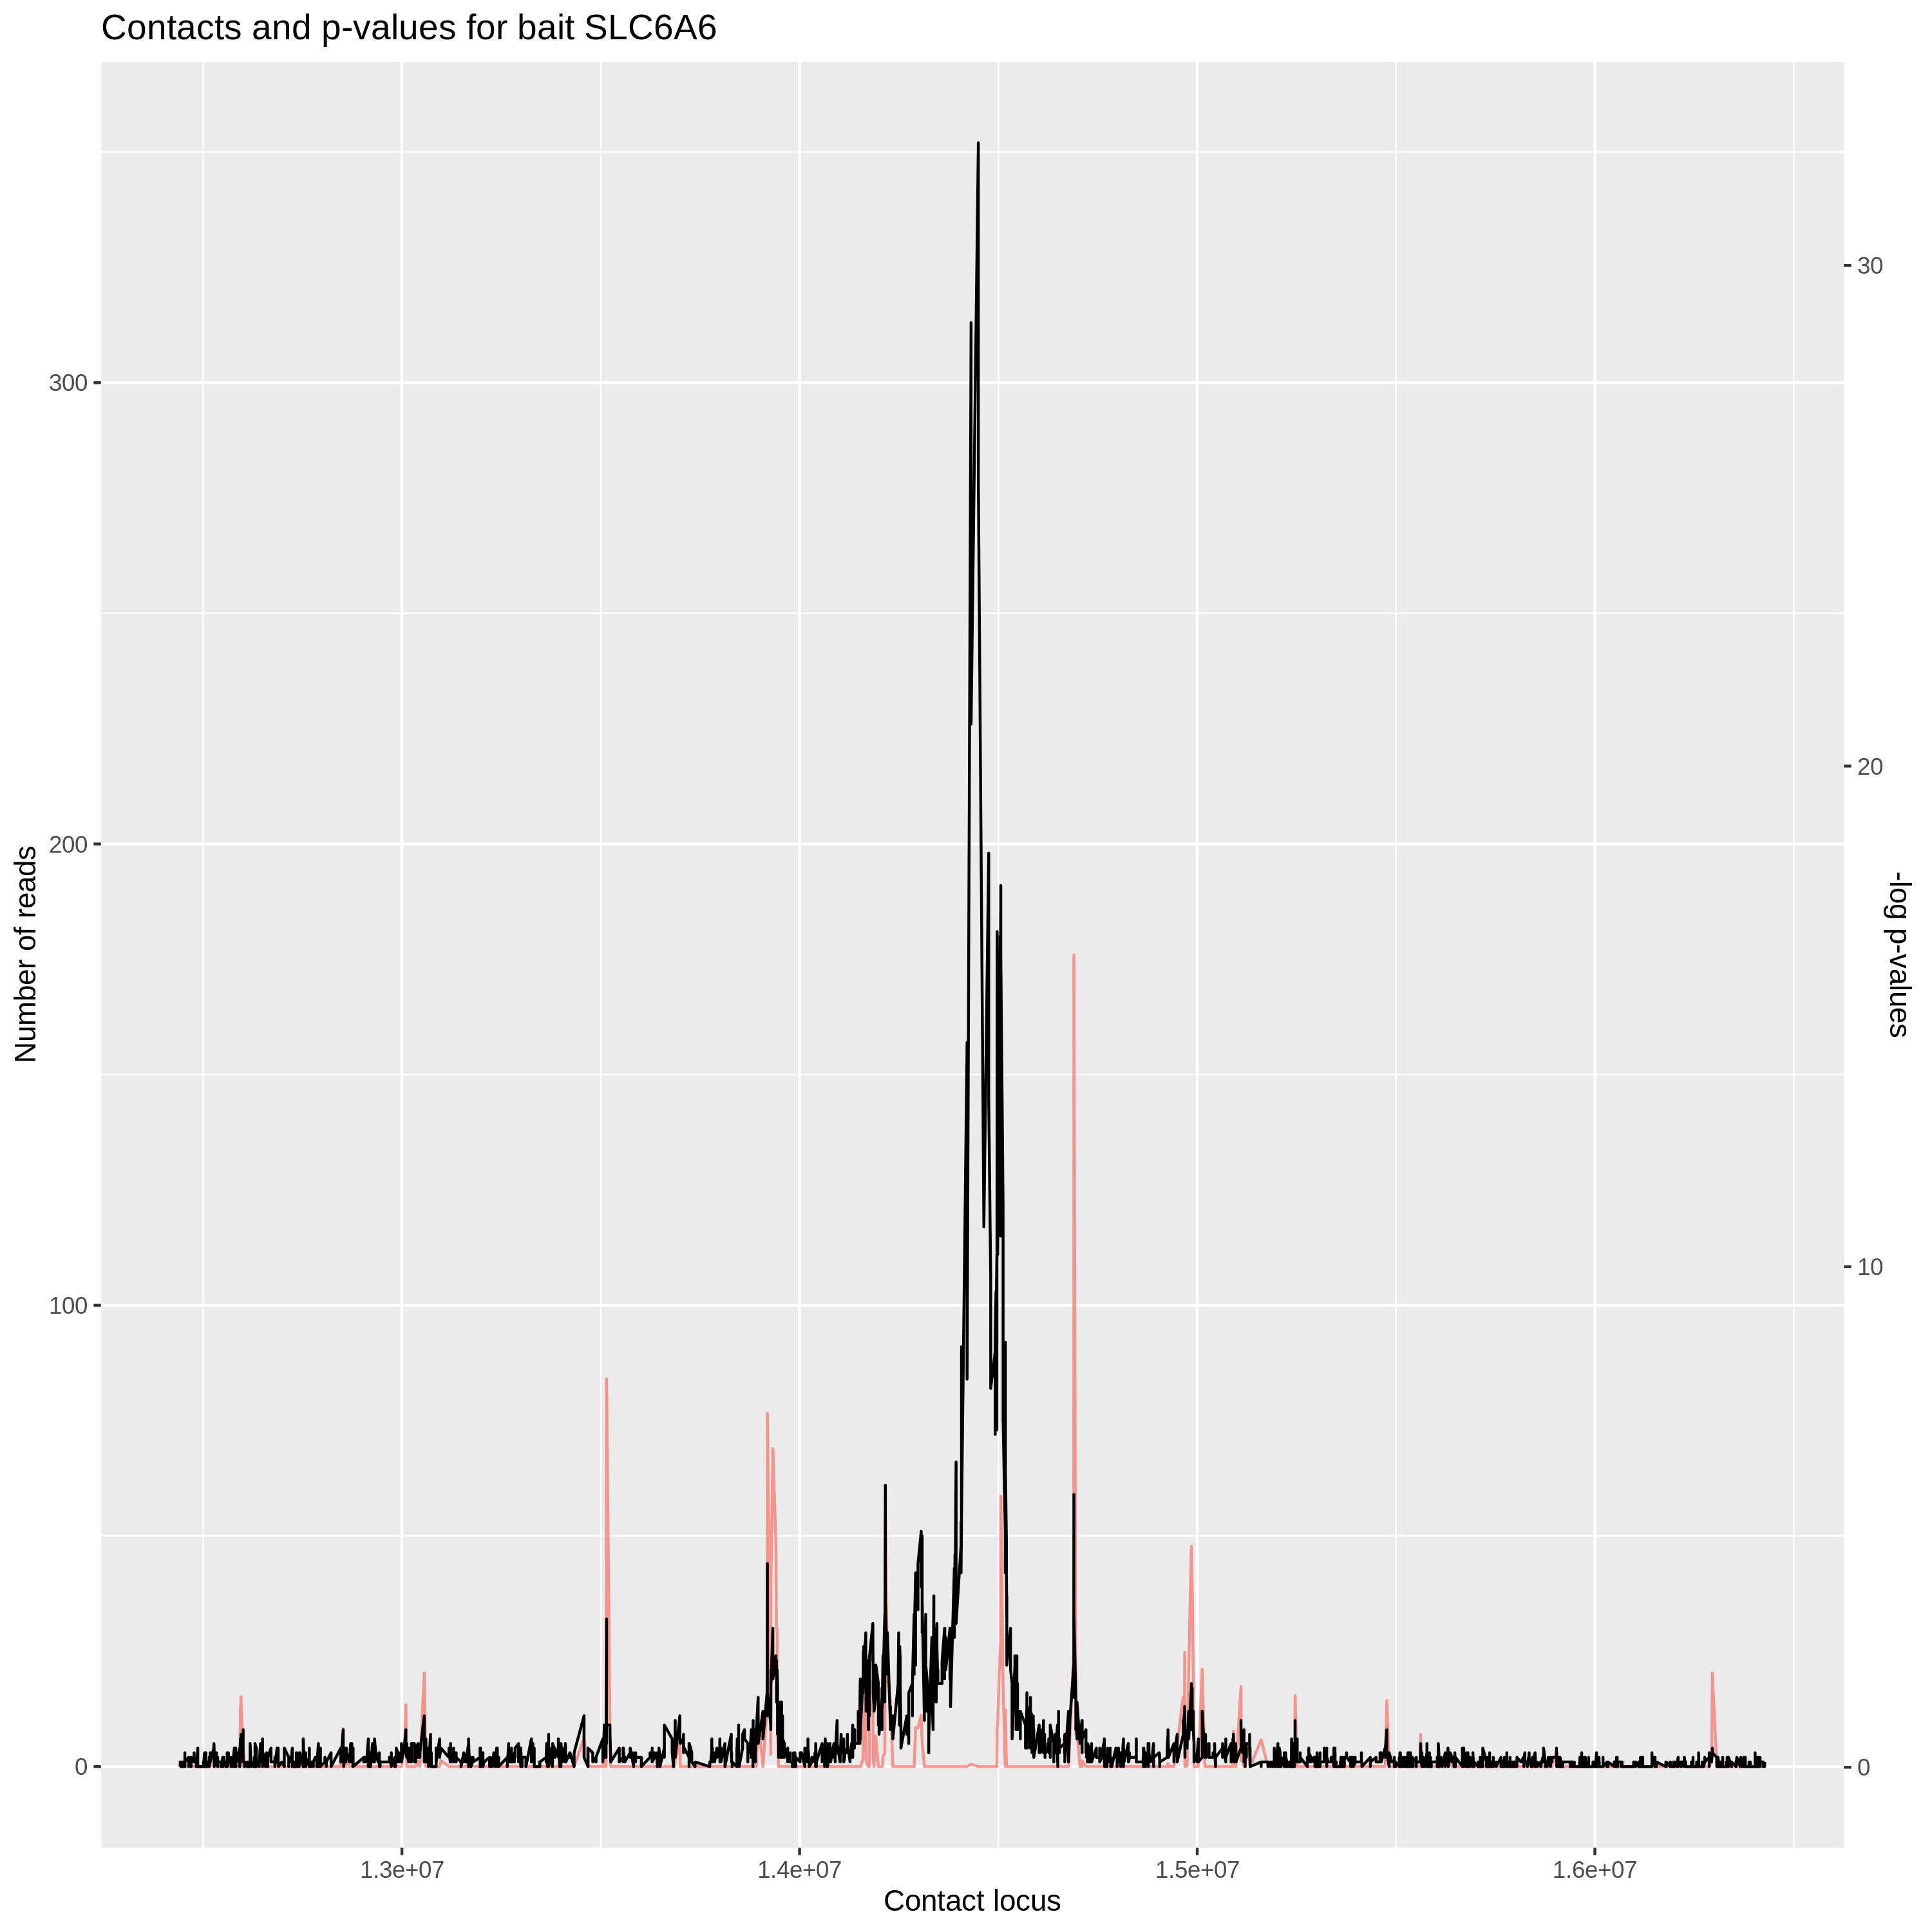 Contacts and p-values for bait SLC6A6
Number of reads
300
200
100
0
30
20
10
0
-log p-values
1.3e+07 1.4e+07 1.5e+07 1.6e+07
Contact locus